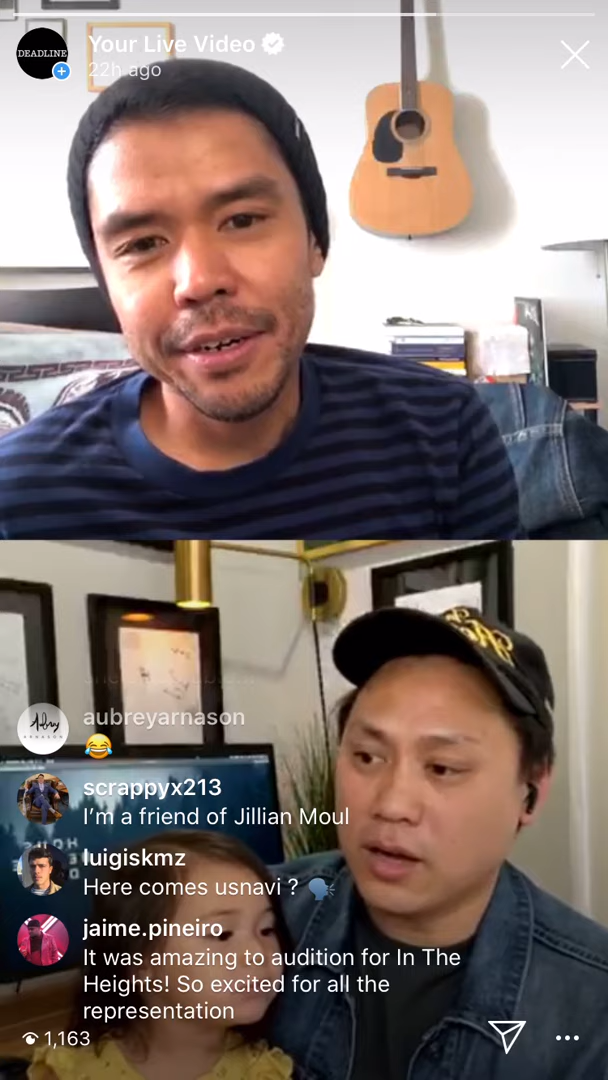 DEADLINE
Your Live Video
22h ago
aubreyarnason
😂
scrappyx213
I’m a friend of Jillian Moul
luigiskmz
Here comes usnavi ? 🗣
jaime.pineiro
It was amazing to audition for In The
Heights! So excited for all the
representation
1,163